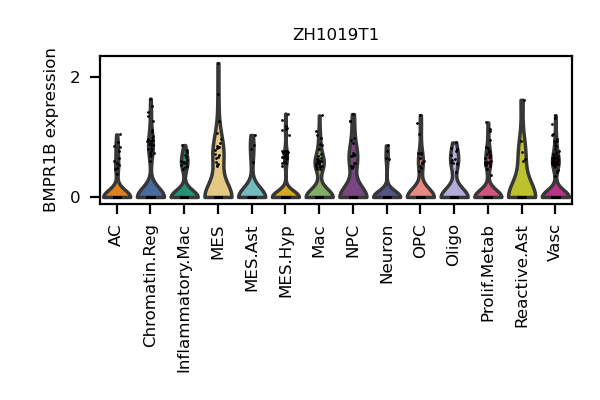 ZH1019T1
BMPR1B expression
2
0
AC
Chromatin.Reg
Inflammatory.Mac
MES
MES.Ast
MES.Hyp
Mac
NPC
Neuron
OPC
Oligo
Prolif.Metab
Reactive.Ast
Vasc